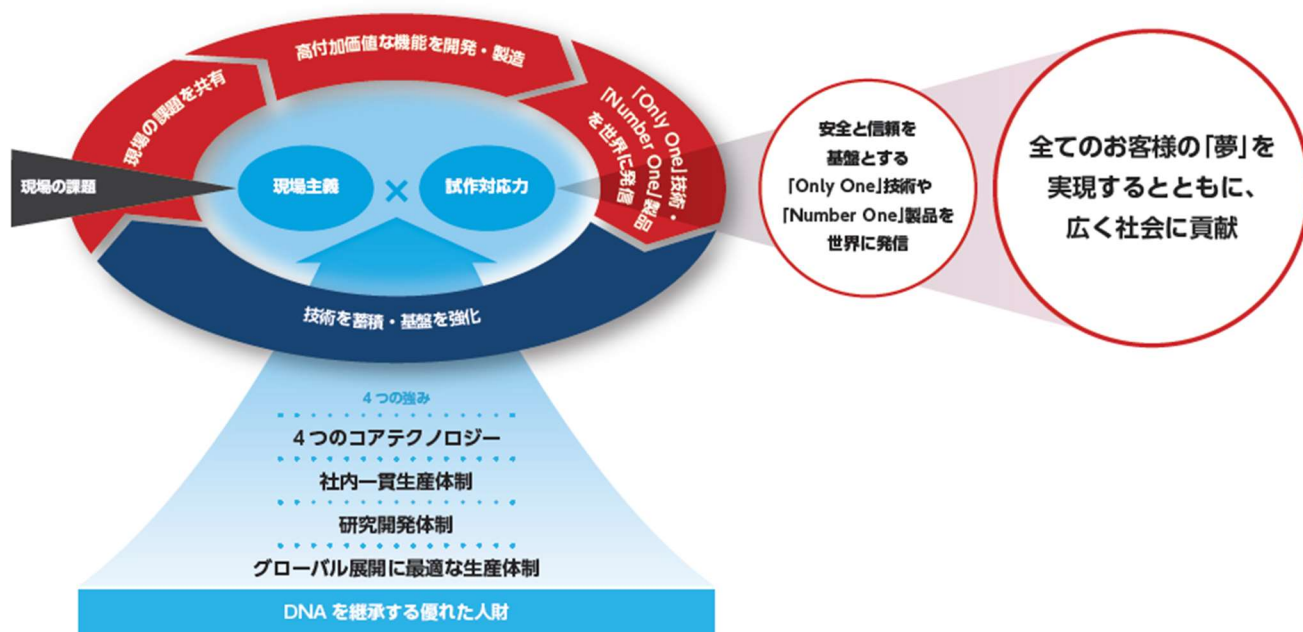 現場の課題
現場の課題を共有
高付加価値な機能を開発・製造
「Only One」技術・
「Number One」製品
を世界に発信
現場主義
×
試作対応力
技術を蓄積・基盤を強化
安全と信頼を
基盤とする
「Only One」技術や
「Number One」製品を
世界に発信
全てのお客様の「夢」を
実現するとともに、
広く社会に貢献
4つの強み
4つのコアテクノロジー
社内一貫生産体制
研究開発体制
グローバル展開に最適な生産体制
DNAを継承する優れた人財